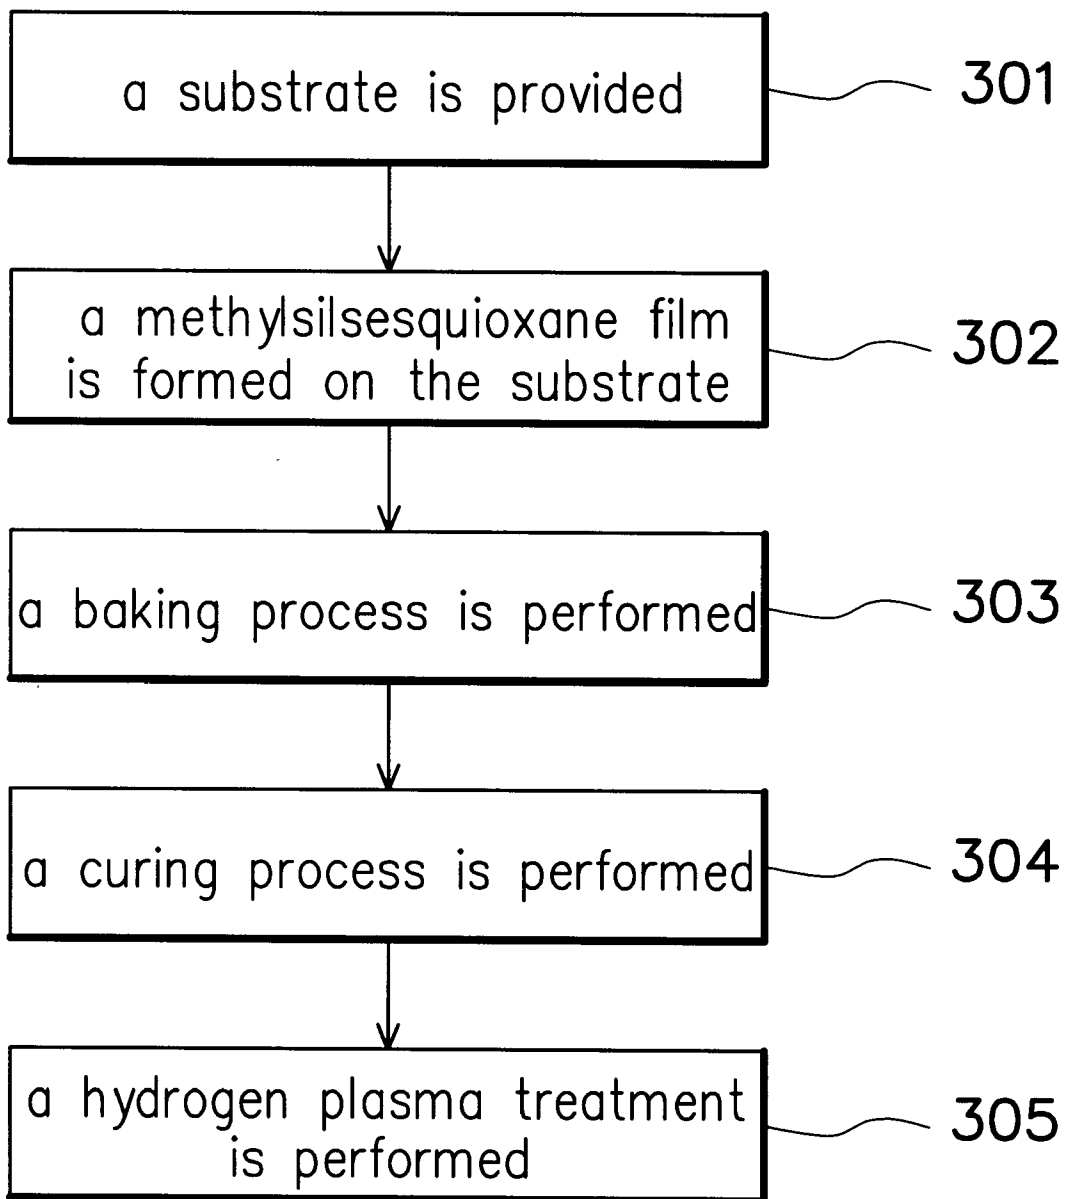 a substrate is provided
301
a methylsilsesquioxane film
is formed on the substrate
302
a baking process is performed
303
a curing process is performed
304
a hydrogen plasma treatment
is performed
305